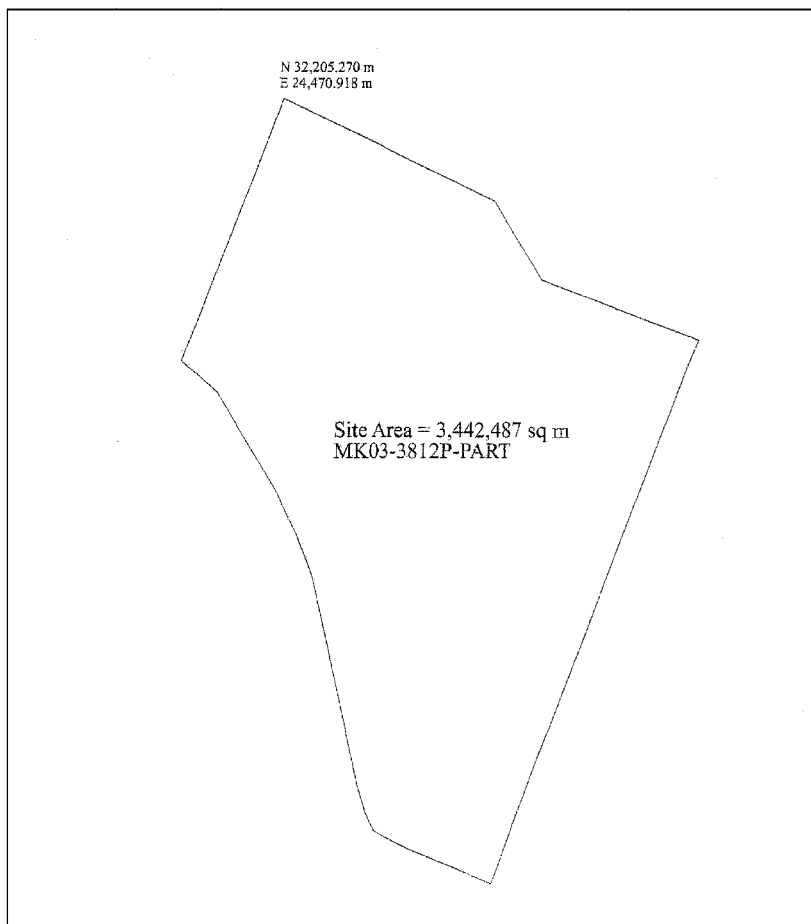 N 32,205.270 m
E 24,470.918 m
Site Area = 3,442,487 sq m
MK03-3812P-PART